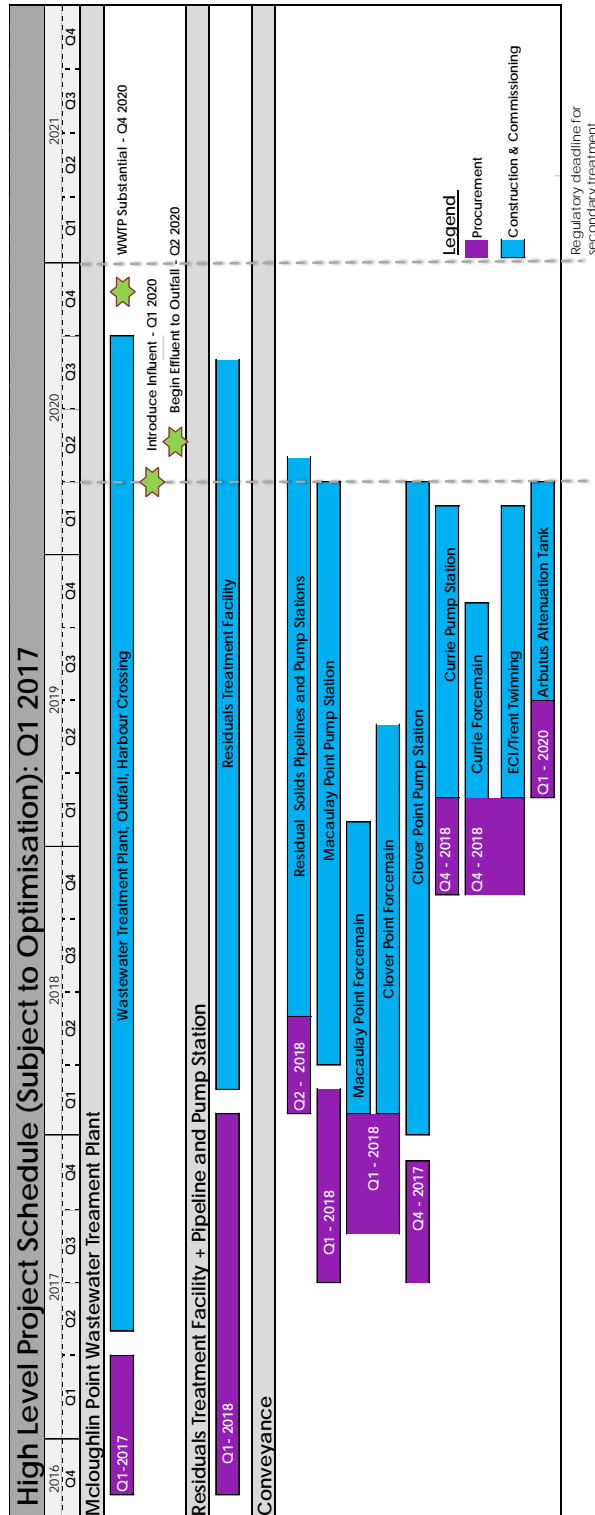 High Level Project Schedule (Subject to Optimisation): Q1 2017
2016 2017 2018 2019 2020 2021
Q4 Q1 Q2 Q3 Q4 Q1 Q2 Q3 Q4 Q1 Q2 Q3 Q4 Q1 Q2 Q3 Q4 Q1 Q2 Q3 Q4
Mcloughlin Point Wastewater Treament Plant
Q1-2017 Wastewater Treatment Plant, Outfall, Harbour Crossing WWTP Substantial - Q4 2020
Introduce Influent - Q1 2020
Begin Effluent to Outfall - Q2 2020
Residuals Treatment Facility + Pipeline and Pump Station
Q1- 2018 Residuals Treatment Facility
Conveyance
Q2 - 2018 Residual Solids Pipelines and Pump Stations
Q1 - 2018 Macaulay Point Pump Station
Macaulay Point Forcemain
Q1 - 2018
Clover Point Forcemain
Q4 - 2017 Clover Point Pump Station
Q4 - 2018 Currie Pump Station
Q4 - 2018 Currie Forcemain
ECI/Trent Twinning
Q1 - 2020 Arbutus Attenuation Tank
Legend
Procurement
Construction & Commissioning
Regulatory deadline for
secondary treatment